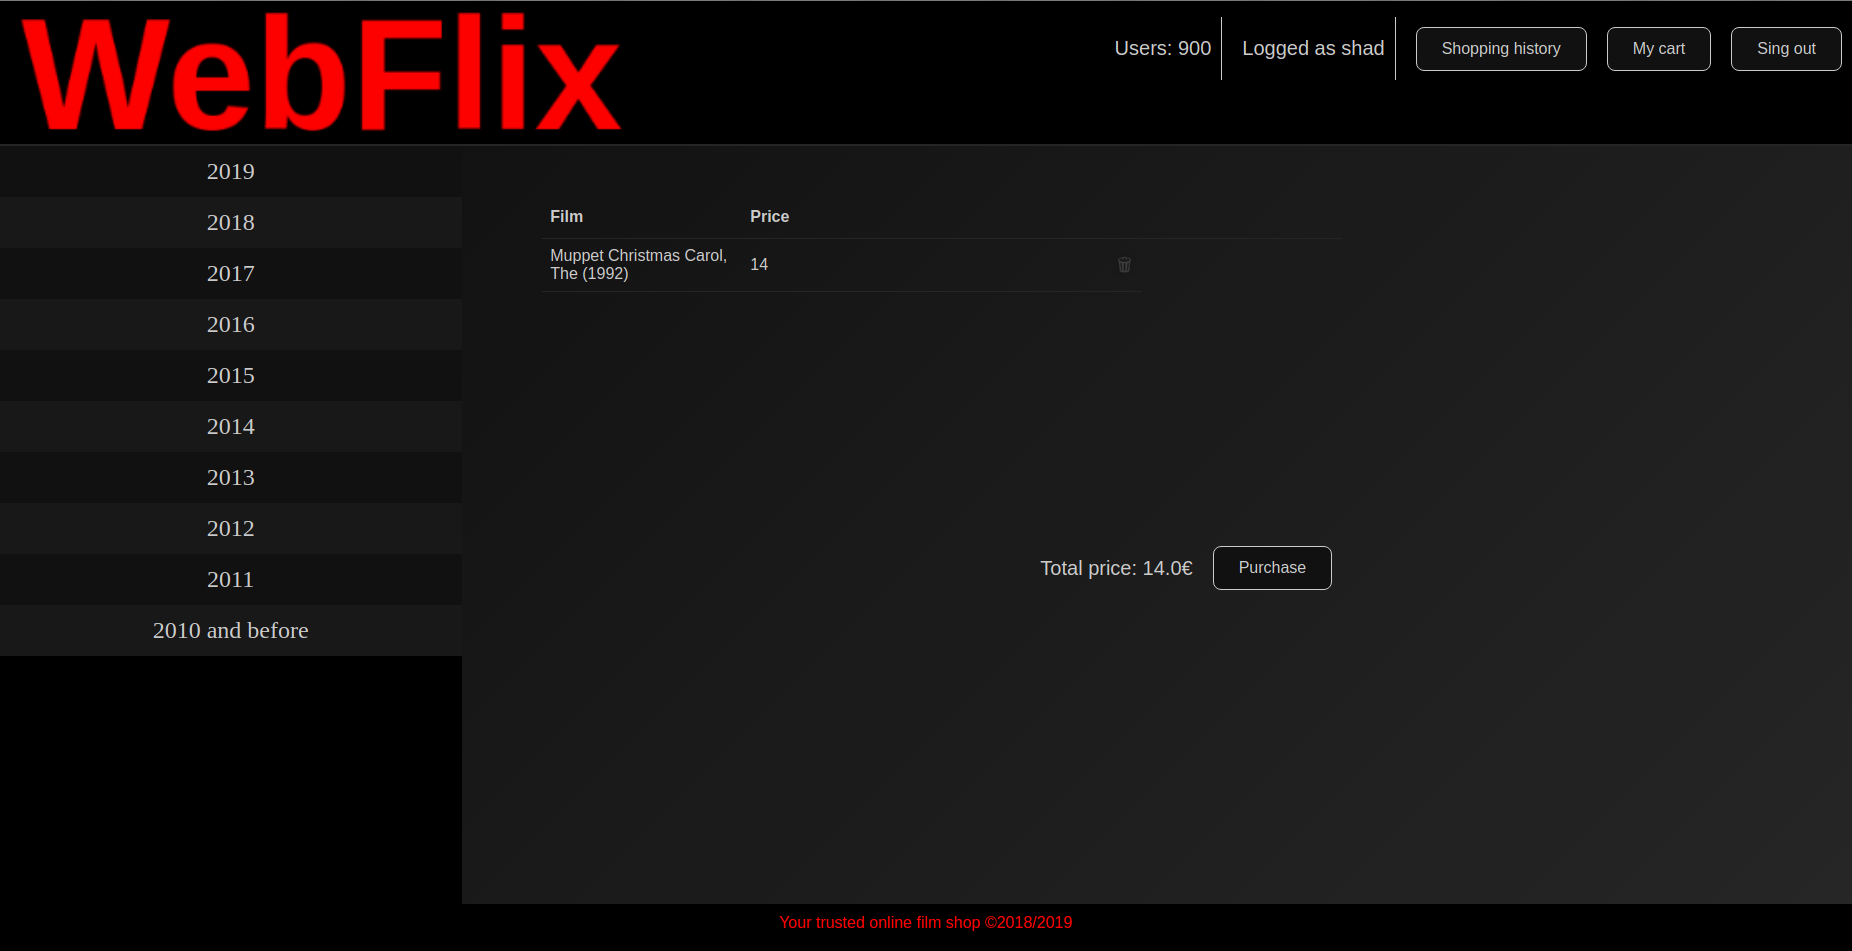 WebFlix
Users: 900
Logged as shad
Shopping history
My cart
Sing out
2019
2018
2017
2016
2015
2014
2013
2012
2011
2010 and before
Film
Price
Muppet Christmas Carol,
The (1992)
14
Total price: 14.0€
Purchase
Your trusted online film shop ©2018/2019